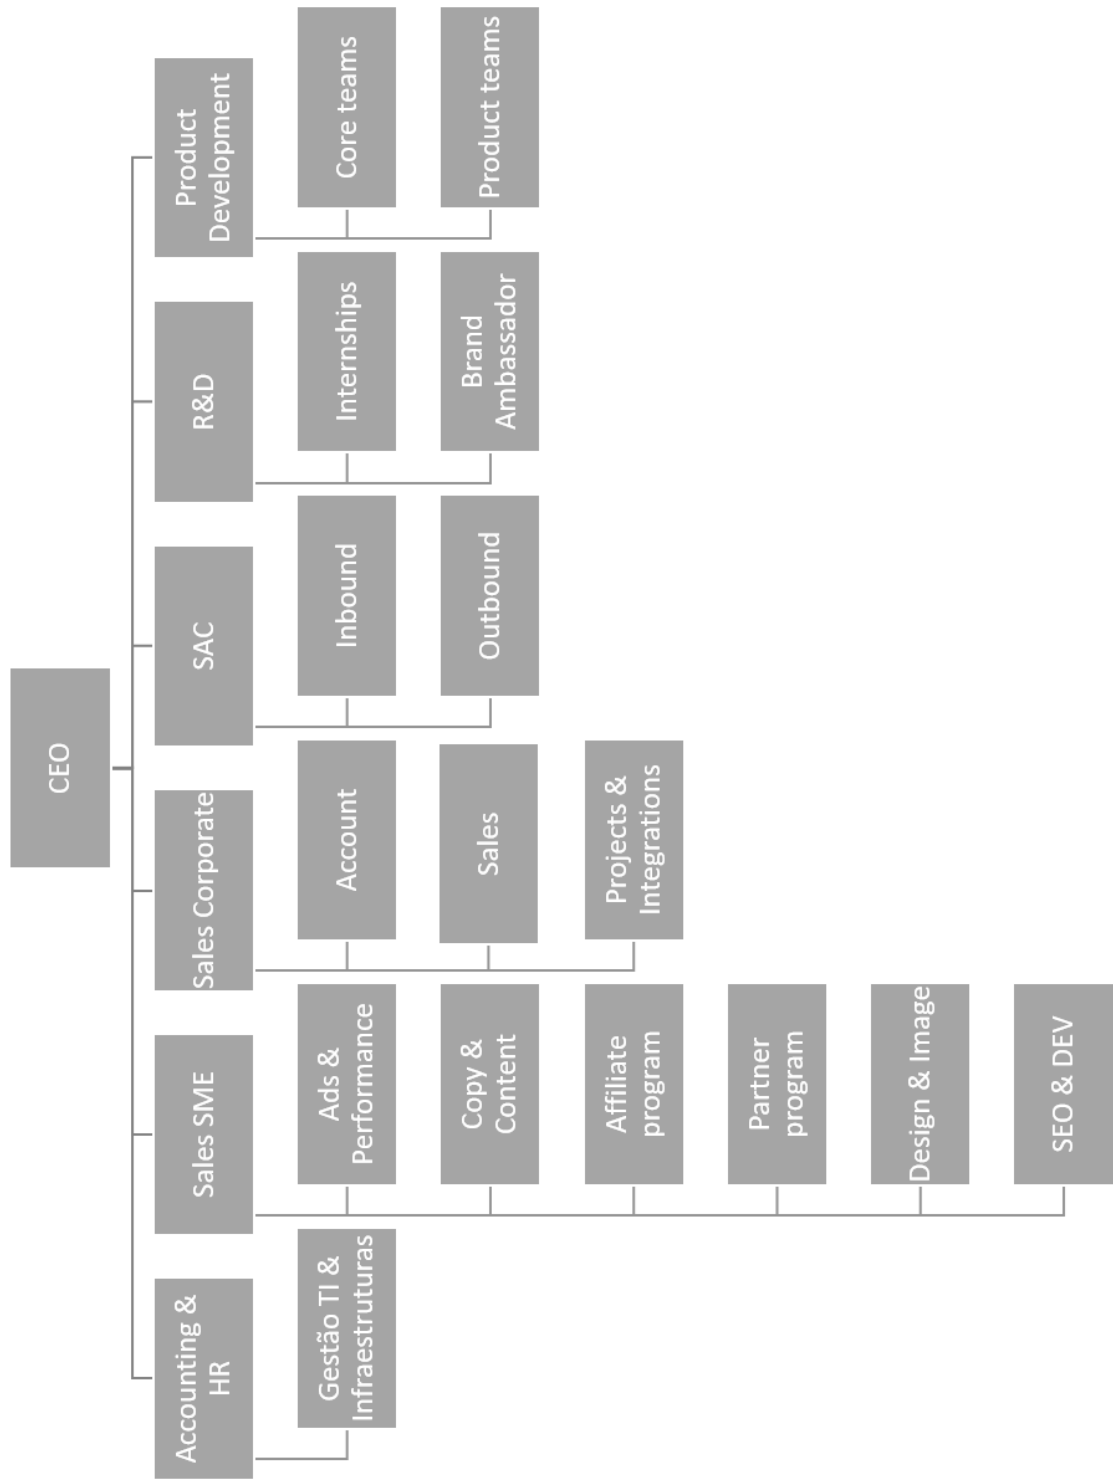 CEO
Accounting &
HR
Sales SME
Sales Corporate
SAC
R&D
Product
Development
Gestão TI &
Infraestruturas
Ads &
Performance
Copy &
Content
Affiliate
program
Partner
program
Design & Image
SEO & DEV
Account
Sales
Projects &
Integrations
Inbound
Outbound
Internships
Brand
Ambassador
Core teams
Product teams